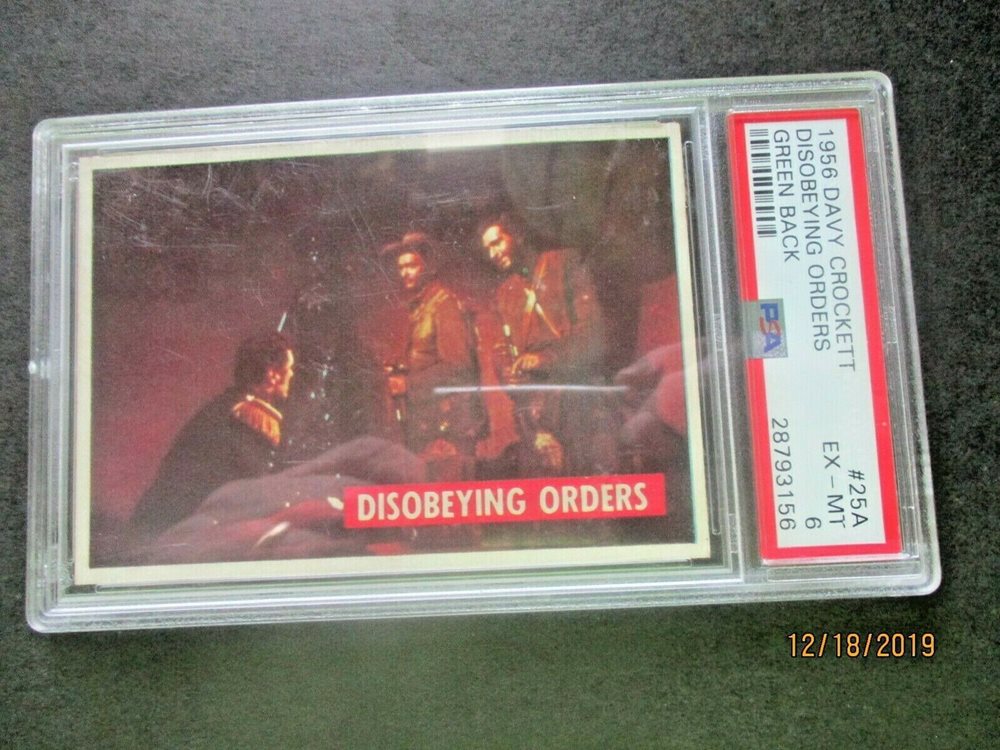 DISOBEYING ORDERS
1956 DAVY CROCKETT #25A
DISOBEYING ORDERS EX - MT
GREEN BACK 6
PSA 28793156
12/18/2019